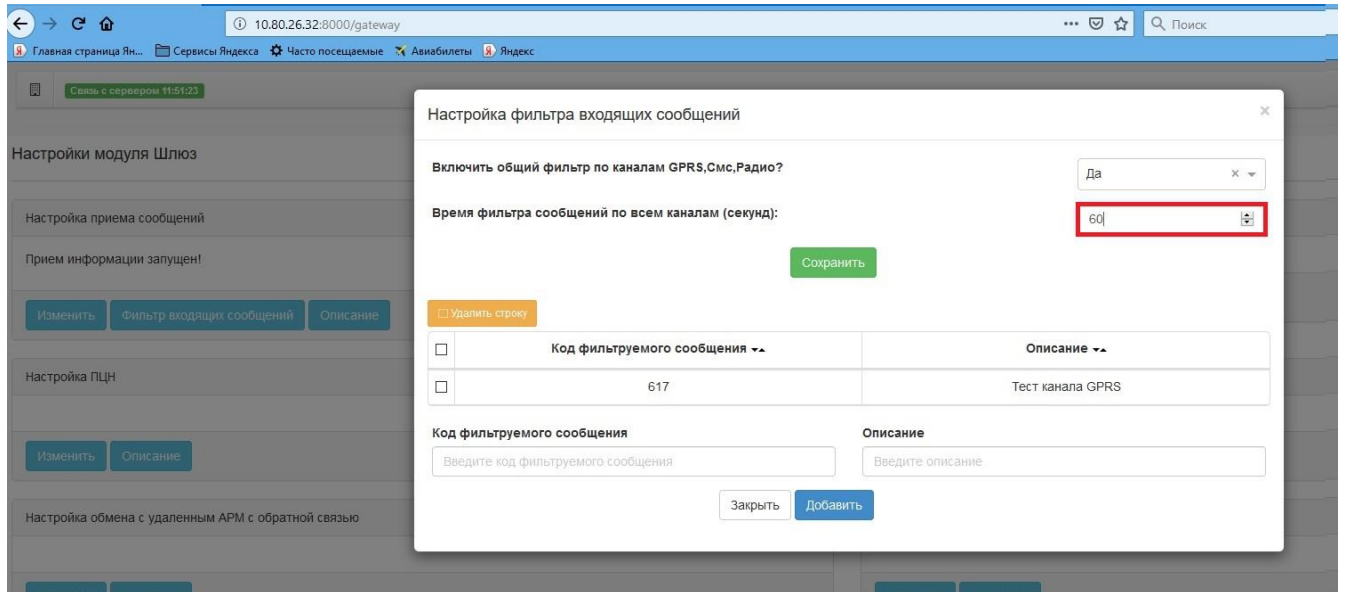 10.80.26.32:8000/gateway
Поиск
Главная страница Ян... Сервисы Яндекса Часто посещаемые Авиабилеты Яндекс
Связь с сервером 11:51:23
Настройки модуля Шлюз
Настройка приема сообщений
Прием информации запущен!
Изменить Фильтр входящих сообщений Описание
Настройка ПЦН
Изменить Описание
Настройка обмена с удаленным АРМ с обратной связью
Настройка фильтра входящих сообщений ×
Включить общий фильтр по каналам GPRS,Смс,Радио? Да ×
Время фильтра сообщений по всем каналам (секунд): 60
Сохранить
Удалить строку
Код фильтруемого сообщения Описание
617 Тест канала GPRS
Код фильтруемого сообщения Описание
Введите код фильтруемого сообщения Введите описание
Закрыть Добавить